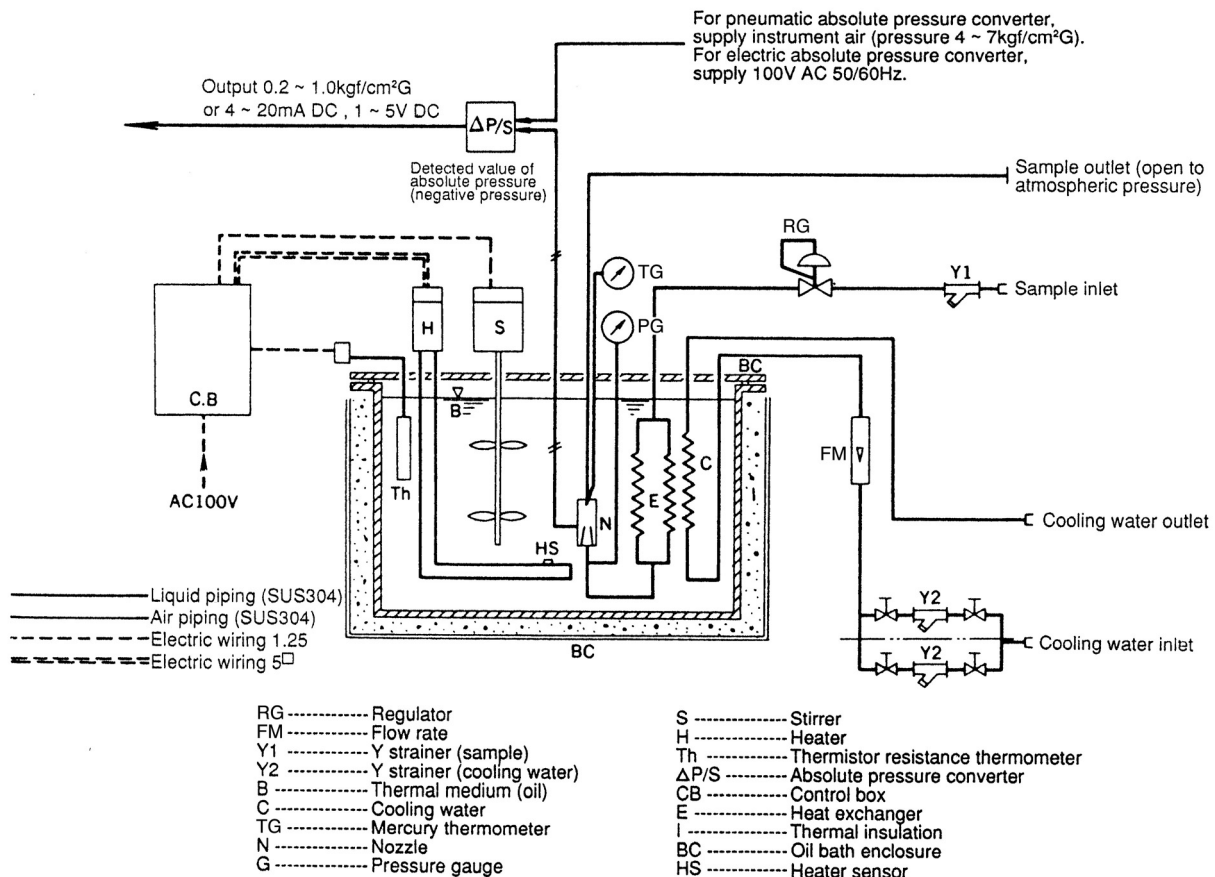 For pneumatic absolute pressure converter,
supply instrument air (pressure 4 ~ 7kgf/cm²G).
For electric absolute pressure converter,
supply 100V AC 50/60Hz.
Output 0.2 ~ 1.0kgf/cm²G
or 4 ~ 20mA DC , 1 ~ 5V DC
ΔP/S
Detected value of
absolute pressure
(negative pressure)
Sample outlet (open to
atmospheric pressure)
RG
TG
Y1
Sample inlet
H
S
PG
BC
C.B
B
FM
C
Th
E
AC100V
N
Cooling water outlet
HS
Liquid piping (SUS304)
Air piping (SUS304)
Electric wiring 1.25
Electric wiring 5□
Y2
Cooling water inlet
Y2
BC
RG ------------ Regulator
FM ------------ Flow rate
Y1 ------------ Y strainer (sample)
Y2 ------------ Y strainer (cooling water)
B ------------ Thermal medium (oil)
C ------------ Cooling water
TG ------------ Mercury thermometer
N ------------ Nozzle
G ------------ Pressure gauge
S ------------ Stirrer
H ------------ Heater
Th ------------ Thermistor resistance thermometer
ΔP/S ------------ Absolute pressure converter
CB ------------ Control box
E ------------ Heat exchanger
I ------------ Thermal insulation
BC ------------ Oil bath enclosure
HS ------------ Heater sensor